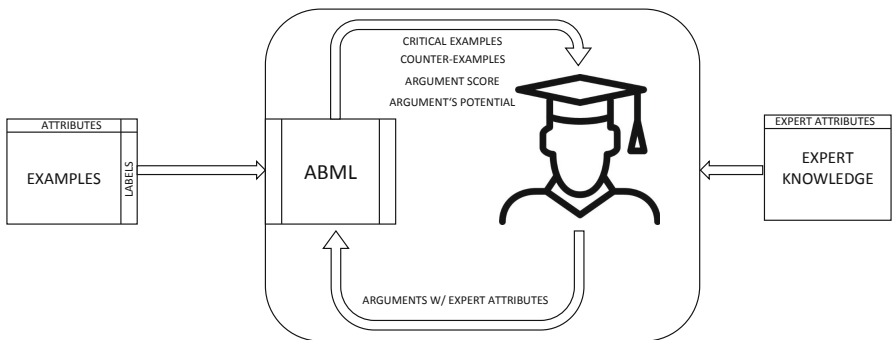 CRITICAL EXAMPLES
COUNTER-EXAMPLES
ARGUMENT SCORE
ARGUMENT'S POTENTIAL
ATTRIBUTES
EXAMPLES
LABELS
ABML
EXPERT ATTRIBUTES
EXPERT
KNOWLEDGE
ARGUMENTS W/ EXPERT ATTRIBUTES